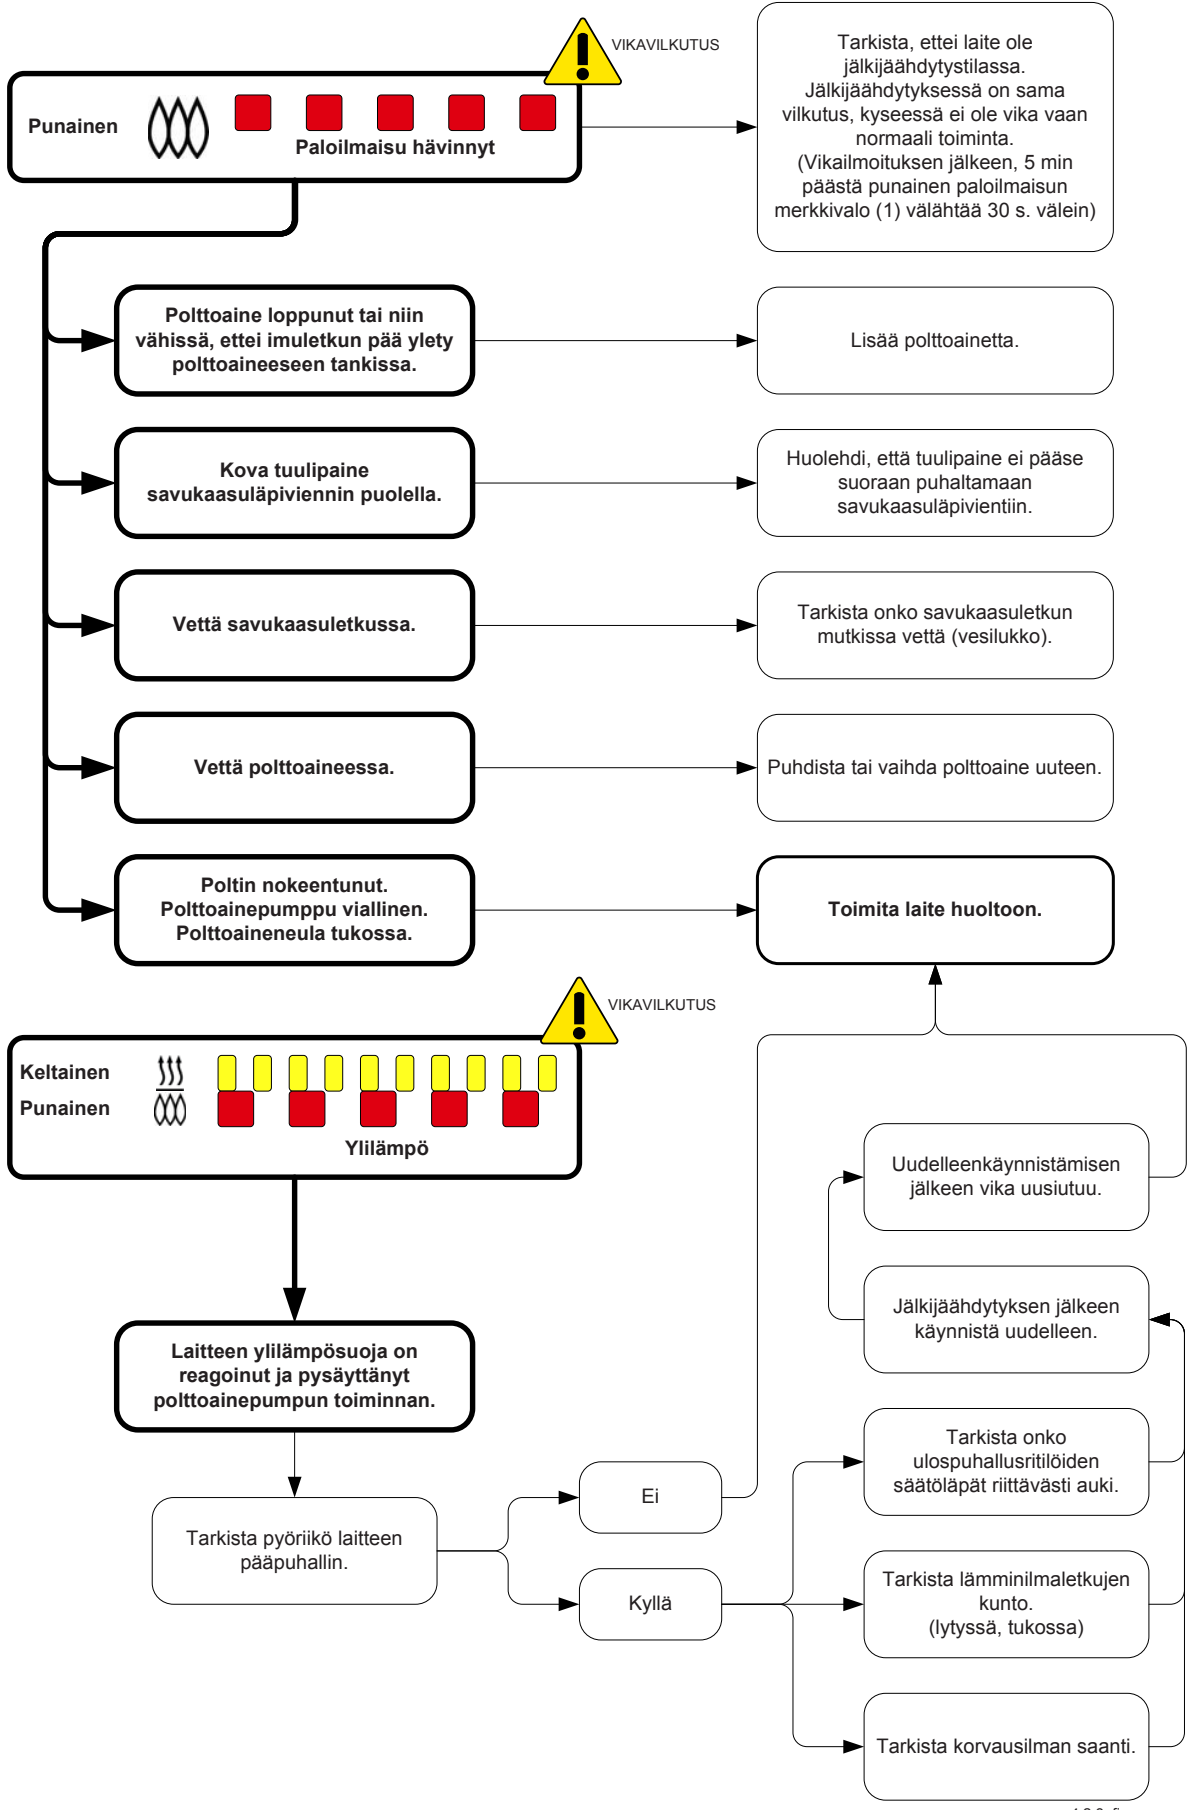 VIKAVILKUTUS
Punainen
Paloilmaisu hävinnyt
Tarkista, ettei laite ole
jälkijäähdytystilassa.
Jälkijäähdytyksessä on sama
vilkutus, kyseessä ei ole vika vaan
normaali toiminta.
(Vikailmoituksen jälkeen, 5 min
päästä punainen paloilmaisun
merkkivalo (1) välähtää 30 s. välein)
Polttoaine loppunut tai niin
vähissä, ettei imuletkun pää ylety
polttoaineeseen tankissa.
Lisää polttoainetta.
Kova tuulipaine
savukaasuläpiviennin puolella.
Huolehdi, että tuulipaine ei pääse
suoraan puhaltamaan
savukaasuläpivientiin.
Vettä savukaasuletkussa.
Tarkista onko savukaasuletkun
mutkissa vettä (vesilukko).
Vettä polttoaineessa.
Puhdista tai vaihda polttoaine uuteen.
Poltin nokeentunut.
Polttoainepumppu viallinen.
Polttoaineneula tukossa.
Toimita laite huoltoon.
VIKAVILKUTUS
Keltainen
Punainen
Ylilämpö
Uudelleenkäynnistämisen
jälkeen vika uusiutuu.
Jälkijäähdytyksen jälkeen
käynnistä uudelleen.
Laitteen ylilämpösuoja on
reagoinut ja pysäyttänyt
polttoainepumpun toiminnan.
Tarkista onko
ulospuhallusritilöiden
säätöläpät riittävästi auki.
Ei
Tarkista pyöriikö laitteen
pääpuhallin.
Kyllä
Tarkista lämminilmaletkujen
kunto.
(lytyssä, tukossa)
Tarkista korvausilman saanti.